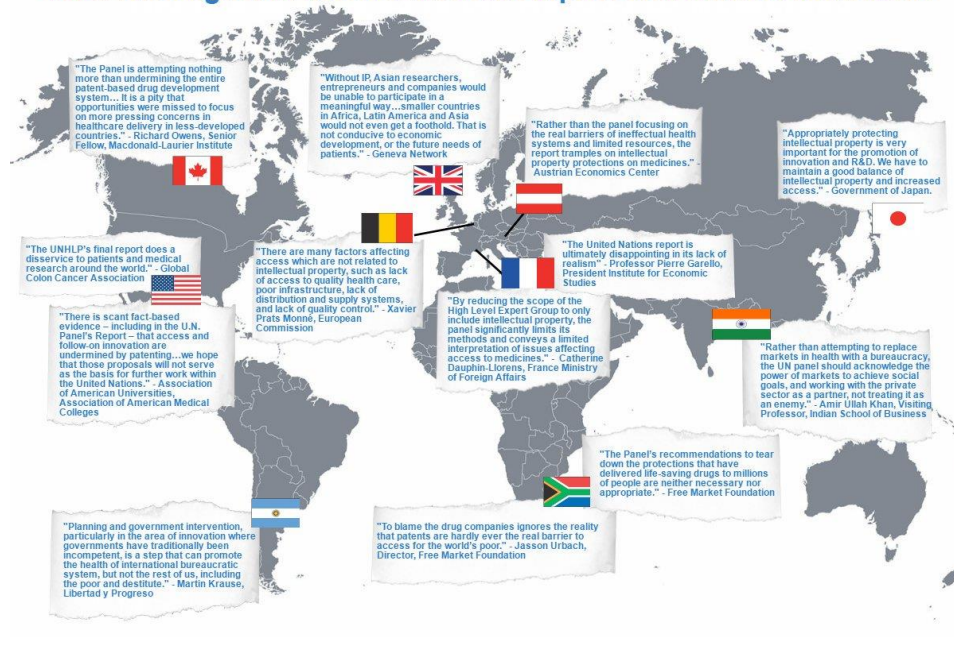 "The Panel is attempting nothing
more than undermining the entire
patent-based drug development
system... It is a pity that
opportunities were missed to focus
on more pressing concerns in
healthcare delivery in less-developed
countries." - Richard Owens, Senior
Fellow, Macdonald-Laurier Institute
"Without IP, Asian researchers,
entrepreneurs and companies would
be unable to participate in a
meaningful way...smaller countries
in Africa, Latin America and Asia
would not even get a foothold. That is
not conducive to economic
development, or the future needs of
patients." - Geneva Network
"Rather than the panel focusing on
the real barriers of ineffectual health
systems and limited resources, the
report tramples on intellectual
property protections on medicines." -
Austrian Economics Center
"Appropriately protecting
intellectual property is very
important for the promotion of
innovation and R&D. We have to
maintain a good balance of
intellectual property and increased
access." - Government of Japan.
"The UNHLP's final report does a
disservice to patients and medical
research around the world." - Global
Colon Cancer Association
"There are many factors affecting
access which are not related to
intellectual property, such as lack
of access to quality health care,
poor infrastructure, lack of
distribution and supply systems,
and lack of quality control." - Xavier
Prats Monné, European
Commission
"The United Nations report is
ultimately disappointing in its lack of
realism" - Professor Pierre Garello,
President Institute for Economic
Studies
"By reducing the scope of the
High Level Expert Group to only
include intellectual property, the
panel significantly limits its
methods and conveys a limited
interpretation of issues affecting
access to medicines." - Catherine
Dauphin-Llorens, France Ministry
of Foreign Affairs
"There is scant fact-based
evidence – including in the U.N.
Panel's Report – that access and
follow-on innovation are
undermined by patenting...we hope
that those proposals will not serve
as the basis for further work within
the United Nations." - Association
of American Universities,
Association of American Medical
Colleges
"Rather than attempting to replace
markets in health with a bureaucracy,
the UN panel should acknowledge the
power of markets to achieve social
goals, and working with the private
sector as a partner, not treating it as
an enemy." - Amir Ullah Khan, Visiting
Professor, Indian School of Business
"The Panel's recommendations to tear
down the protections that have
delivered life-saving drugs to millions
of people are neither necessary nor
appropriate." - Free Market Foundation
"Planning and government intervention,
particularly in the area of innovation where
governments have traditionally been
incompetent, is a step that can promote
the health of international bureaucratic
system, but not the rest of us, including
the poor and destitute." - Martin Krause,
Libertad y Progreso
"To blame the drug companies ignores the reality
that patents are hardly ever the real barrier to
access for the world's poor." - Jasson Urbach,
Director, Free Market Foundation